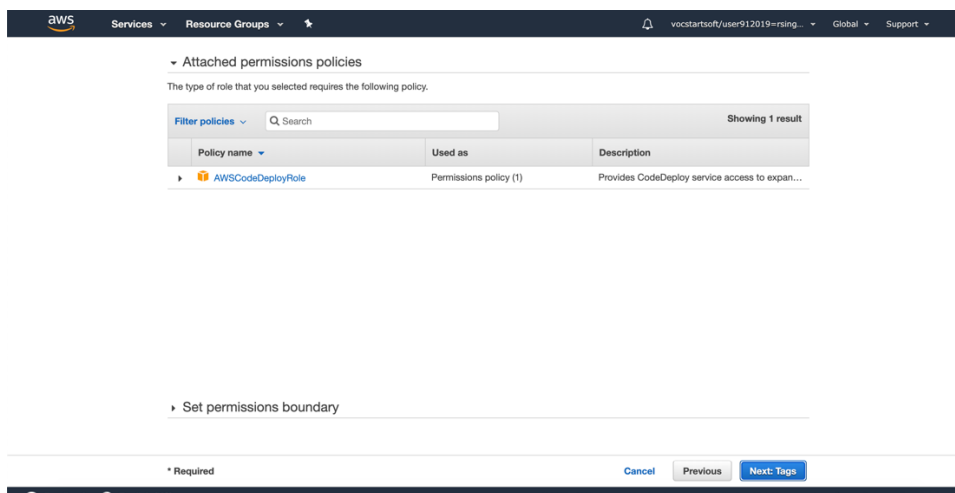 aws Services Resource Groups vocstartsoft/user912019=rsing... Global Support
Attached permissions policies
The type of role that you selected requires the following policy.
Filter policies Search Showing 1 result
Policy name Used as Description
AWSCodeDeployRole Permissions policy (1) Provides CodeDeploy service access to expan...
Set permissions boundary
* Required Cancel Previous Next: Tags